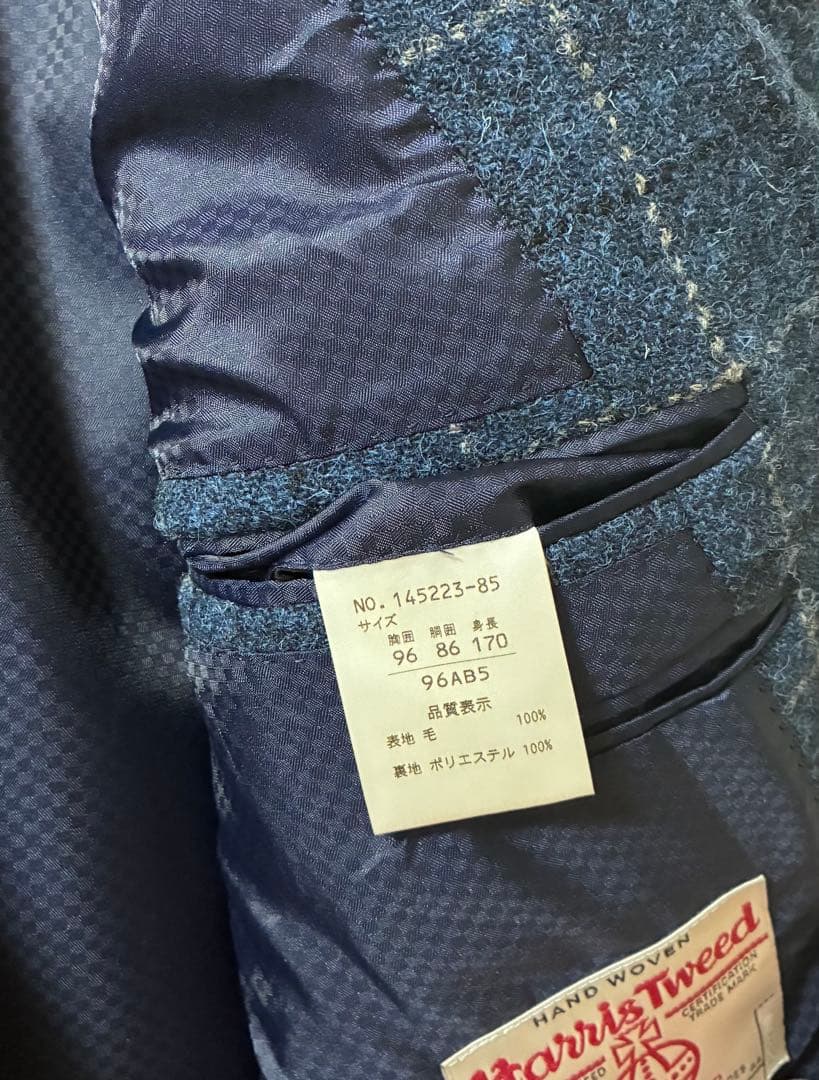 NO.145223-85
サイズ
胸囲 胴囲 身長
96 86 170
96AB5
品質表示
表地 毛 100%
裏地 ポリエステル 100%
HAND WOVEN
Harris Tweed
CERTIFICATION
TRADE MARK